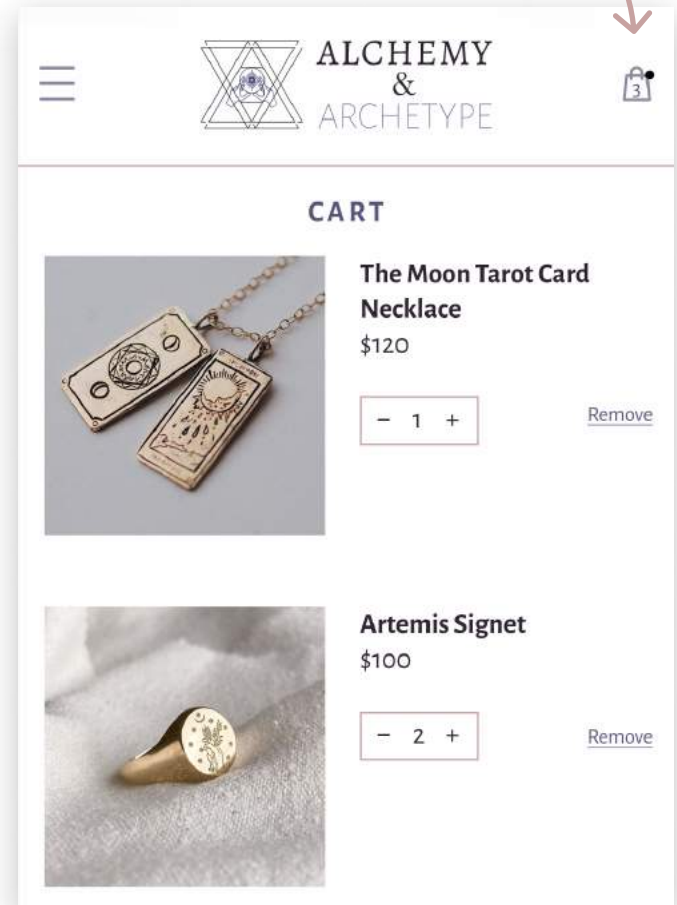 ALCHEMY
&
ARCHETYPE
3
CART
The Moon Tarot Card
Necklace
$120
− 1 +
Remove
Artemis Signet
$100
− 2 +
Remove